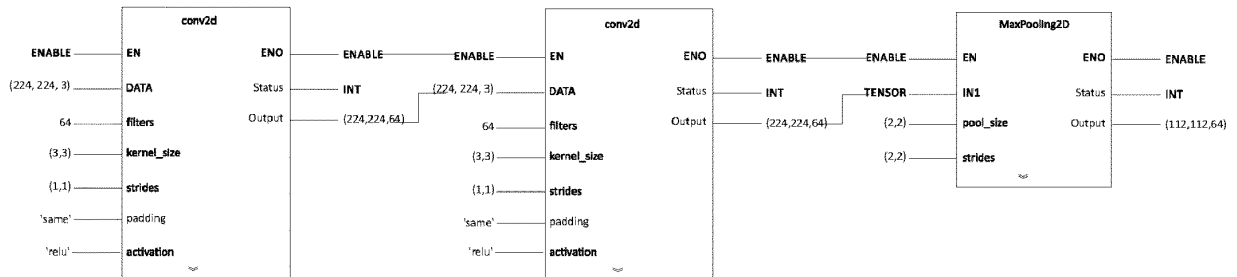 conv2d
ENABLE EN ENO ENABLE
(224, 224, 3) DATA Status INT
Output (224,224,64)
64 filters
(3,3) kernel_size
(1,1) strides
'same' padding
'relu' activation
conv2d
ENABLE EN ENO ENABLE
(224, 224, 3) DATA Status INT
Output (224,224,64)
64 filters
(3,3) kernel_size
(1,1) strides
'same' padding
'relu' activation
MaxPooling2D
ENABLE EN ENO ENABLE
TENSOR IN1 Status INT
(2,2) pool_size Output (112,112,64)
(2,2) strides